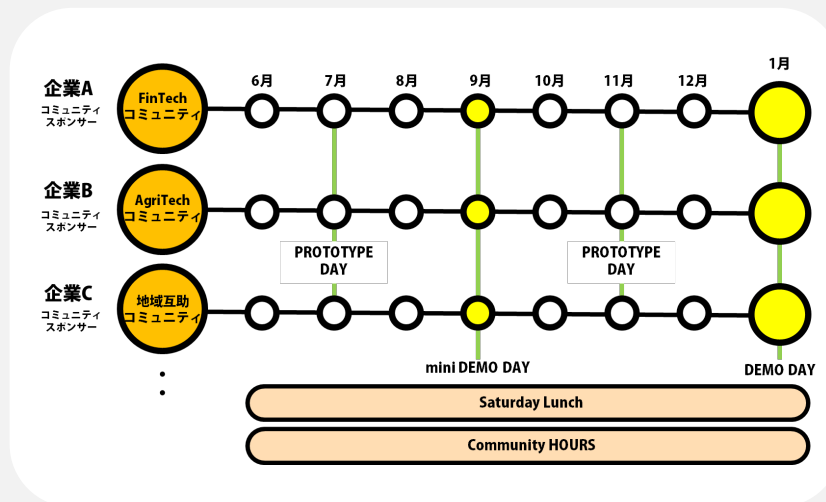 6月 7月 8月 9月 10月 11月 12月 1月
企業A
コミュニティ
スポンサー
FinTech
コミュニティ
企業B
コミュニティ
スポンサー
AgriTech
コミュニティ
PROTOTYPE
DAY
PROTOTYPE
DAY
企業C
コミュニティ
スポンサー
地域互助
コミュニティ
mini DEMO DAY
DEMO DAY
Saturday Lunch
Community HOURS